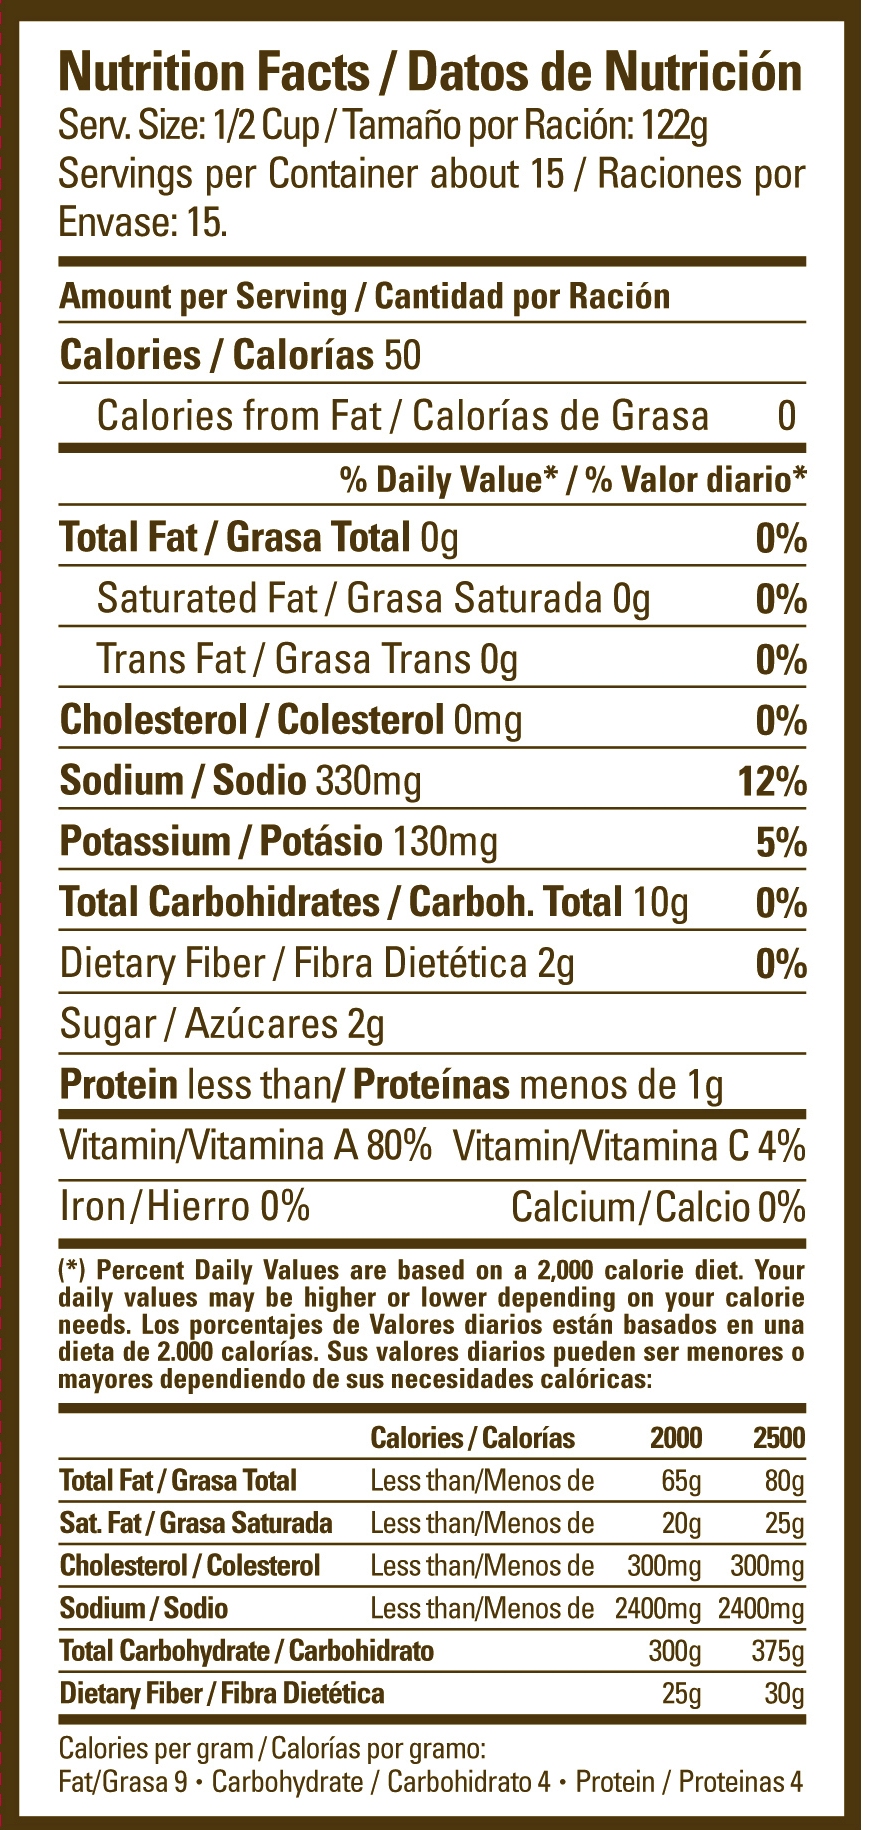 Nutrition Facts / Datos de Nutrición
Serv. Size: 1/2 Cup / Tamaño por Ración: 122g
Servings per Container about 15 / Raciones por
Envase: 15.
Amount per Serving / Cantidad por Ración
Calories / Calorías 50
Calories from Fat / Calorías de Grasa 0
% Daily Value* / % Valor diario*
Total Fat / Grasa Total 0g 0%
Saturated Fat / Grasa Saturada 0g 0%
Trans Fat / Grasa Trans 0g 0%
Cholesterol / Colesterol 0mg 0%
Sodium / Sodio 330mg 12%
Potassium / Potásio 130mg 5%
Total Carbohidrates / Carboh. Total 10g 0%
Dietary Fiber / Fibra Dietética 2g 0%
Sugar / Azúcares 2g
Protein less than/ Proteínas menos de 1g
Vitamin/Vitamina A 80% Vitamin/Vitamina C 4%
Iron/Hierro 0% Calcium/Calcio 0%
(*) Percent Daily Values are based on a 2,000 calorie diet. Your
daily values may be higher or lower depending on your calorie
needs. Los porcentajes de Valores diarios están basados en una
dieta de 2.000 calorías. Sus valores diarios pueden ser menores o
mayores dependiendo de sus necesidades calóricas:
Calories / Calorías 2000 2500
Total Fat / Grasa Total Less than/Menos de 65g 80g
Sat. Fat / Grasa Saturada Less than/Menos de 20g 25g
Cholesterol / Colesterol Less than/Menos de 300mg 300mg
Sodium / Sodio Less than/Menos de 2400mg 2400mg
Total Carbohydrate / Carbohidrato 300g 375g
Dietary Fiber / Fibra Dietética 25g 30g
Calories per gram / Calorías por gramo:
Fat/Grasa 9 · Carbohydrate / Carbohidrato 4 · Protein / Proteinas 4